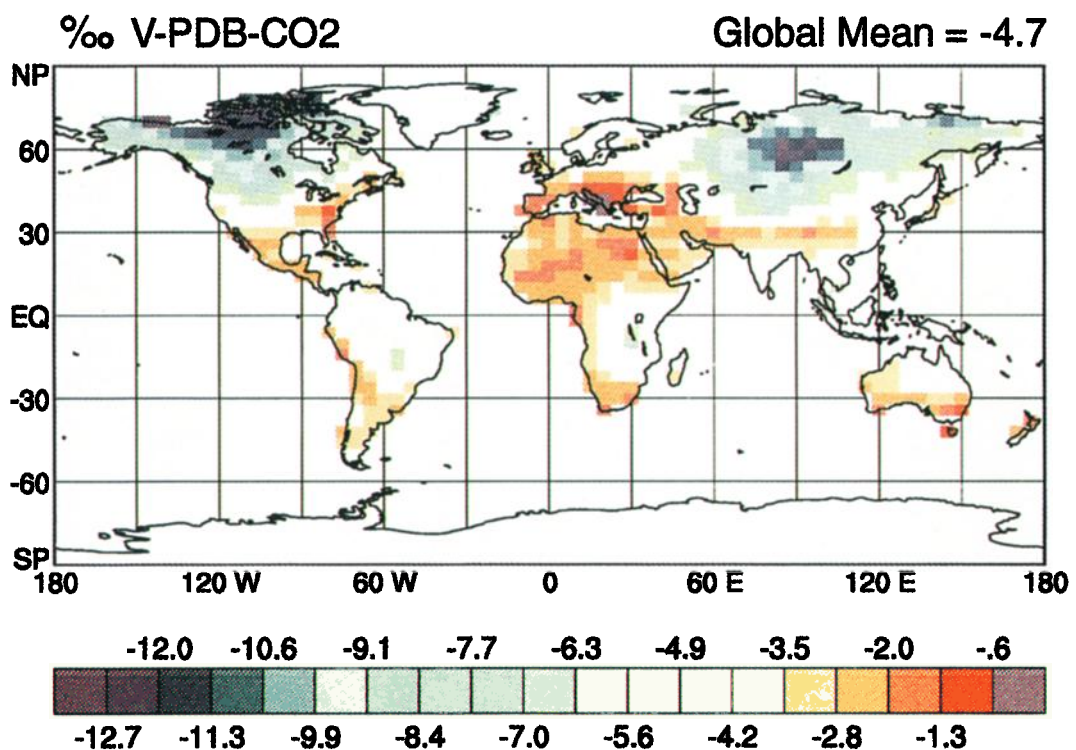 ‰ V-PDB-CO2 Global Mean = -4.7
NP
60
30
EQ
-30
-60
SP
180 120 W 60 W 0 60 E 120 E 180
-12.0 -10.6 -9.1 -7.7 -6.3 -4.9 -3.5 -2.0 -.6
-12.7 -11.3 -9.9 -8.4 -7.0 -5.6 -4.2 -2.8 -1.3